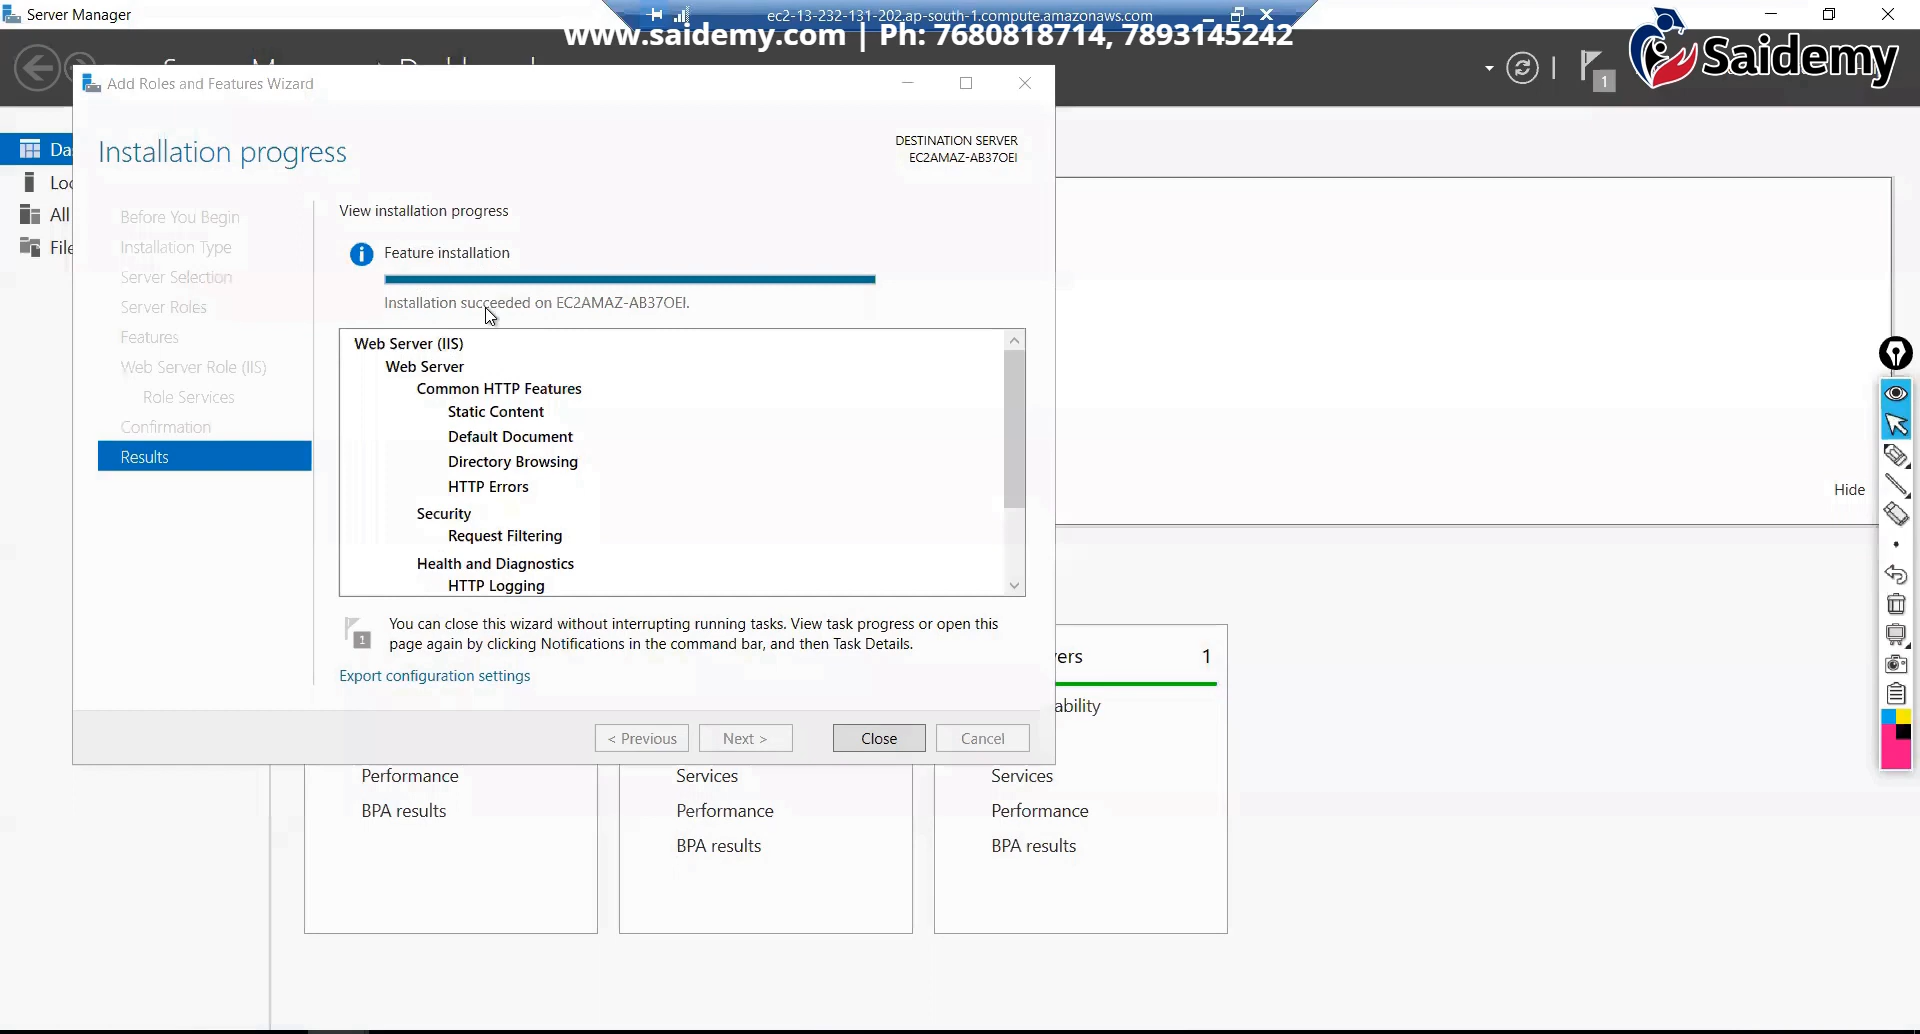 Server Manager
ec2-13-232-131-202.ap-south-1.compute.amazonaws.com
www.saidemy.com | Ph: 7680818714, 7893145242
Saidemy
1
Add Roles and Features Wizard
Installation progress
DESTINATION SERVER
EC2AMAZ-AB37OEI
Before You Begin
Installation Type
Server Selection
Server Roles
Features
Web Server Role (IIS)
Role Services
Confirmation
Results
View installation progress
Feature installation
Installation succeeded on EC2AMAZ-AB37OEI.
Web Server (IIS)
Web Server
Common HTTP Features
Static Content
Default Document
Directory Browsing
HTTP Errors
Security
Request Filtering
Health and Diagnostics
HTTP Logging
1
You can close this wizard without interrupting running tasks. View task progress or open this
page again by clicking Notifications in the command bar, and then Task Details.
Export configuration settings
< Previous
Next >
Close
Cancel
All
Hide
1
Performance
BPA results
Services
Performance
BPA results
Services
Performance
BPA results